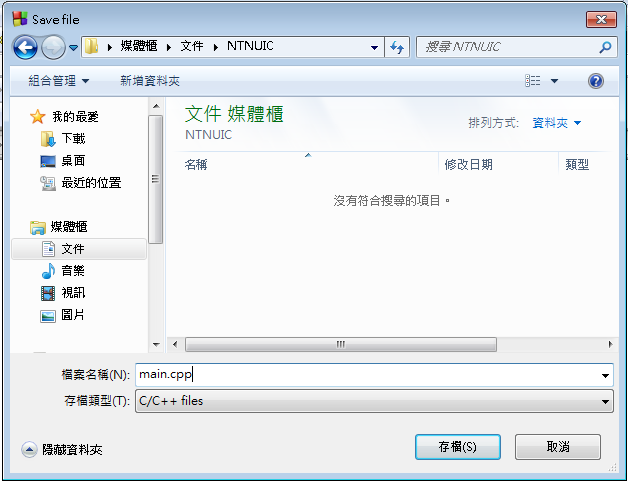 Save file
媒體櫃 文件 NTNUIC
搜尋 NTNUIC
組合管理 新增資料夾
我的最愛
下載
桌面
最近的位置
媒體櫃
文件
音樂
視訊
圖片
文件 媒體櫃
NTNUIC
排列方式: 資料夾
名稱 修改日期 類型
沒有符合搜尋的項目。
檔案名稱(N): main.cpp
存檔類型(T): C/C++ files
隱藏資料夾 存檔(S) 取消